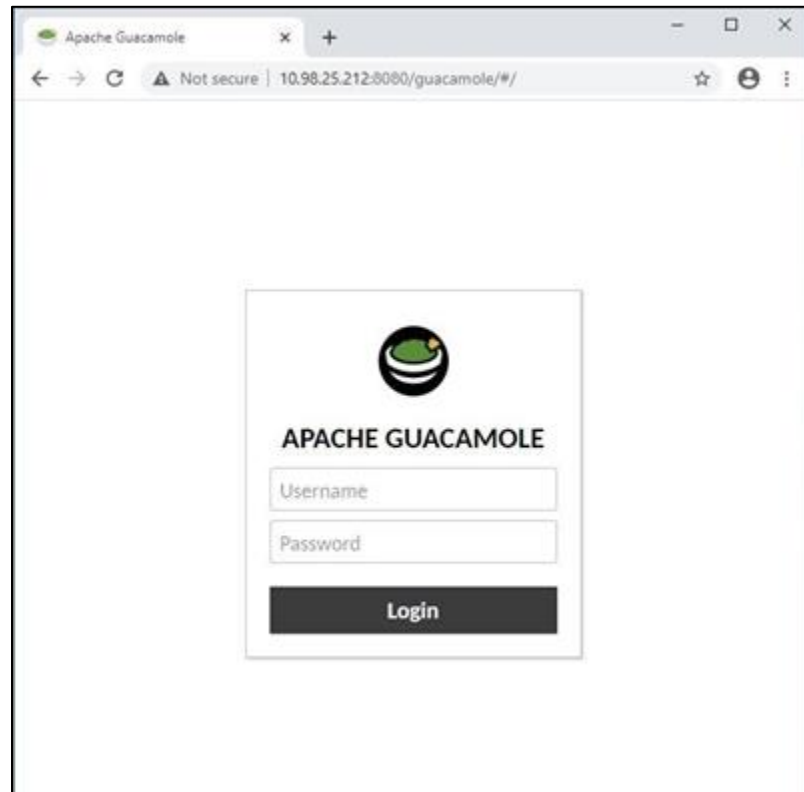 Apache Guacamole
Not secure | 10.98.25.212:8080/guacamole/#/
APACHE GUACAMOLE
Username
Password
Login